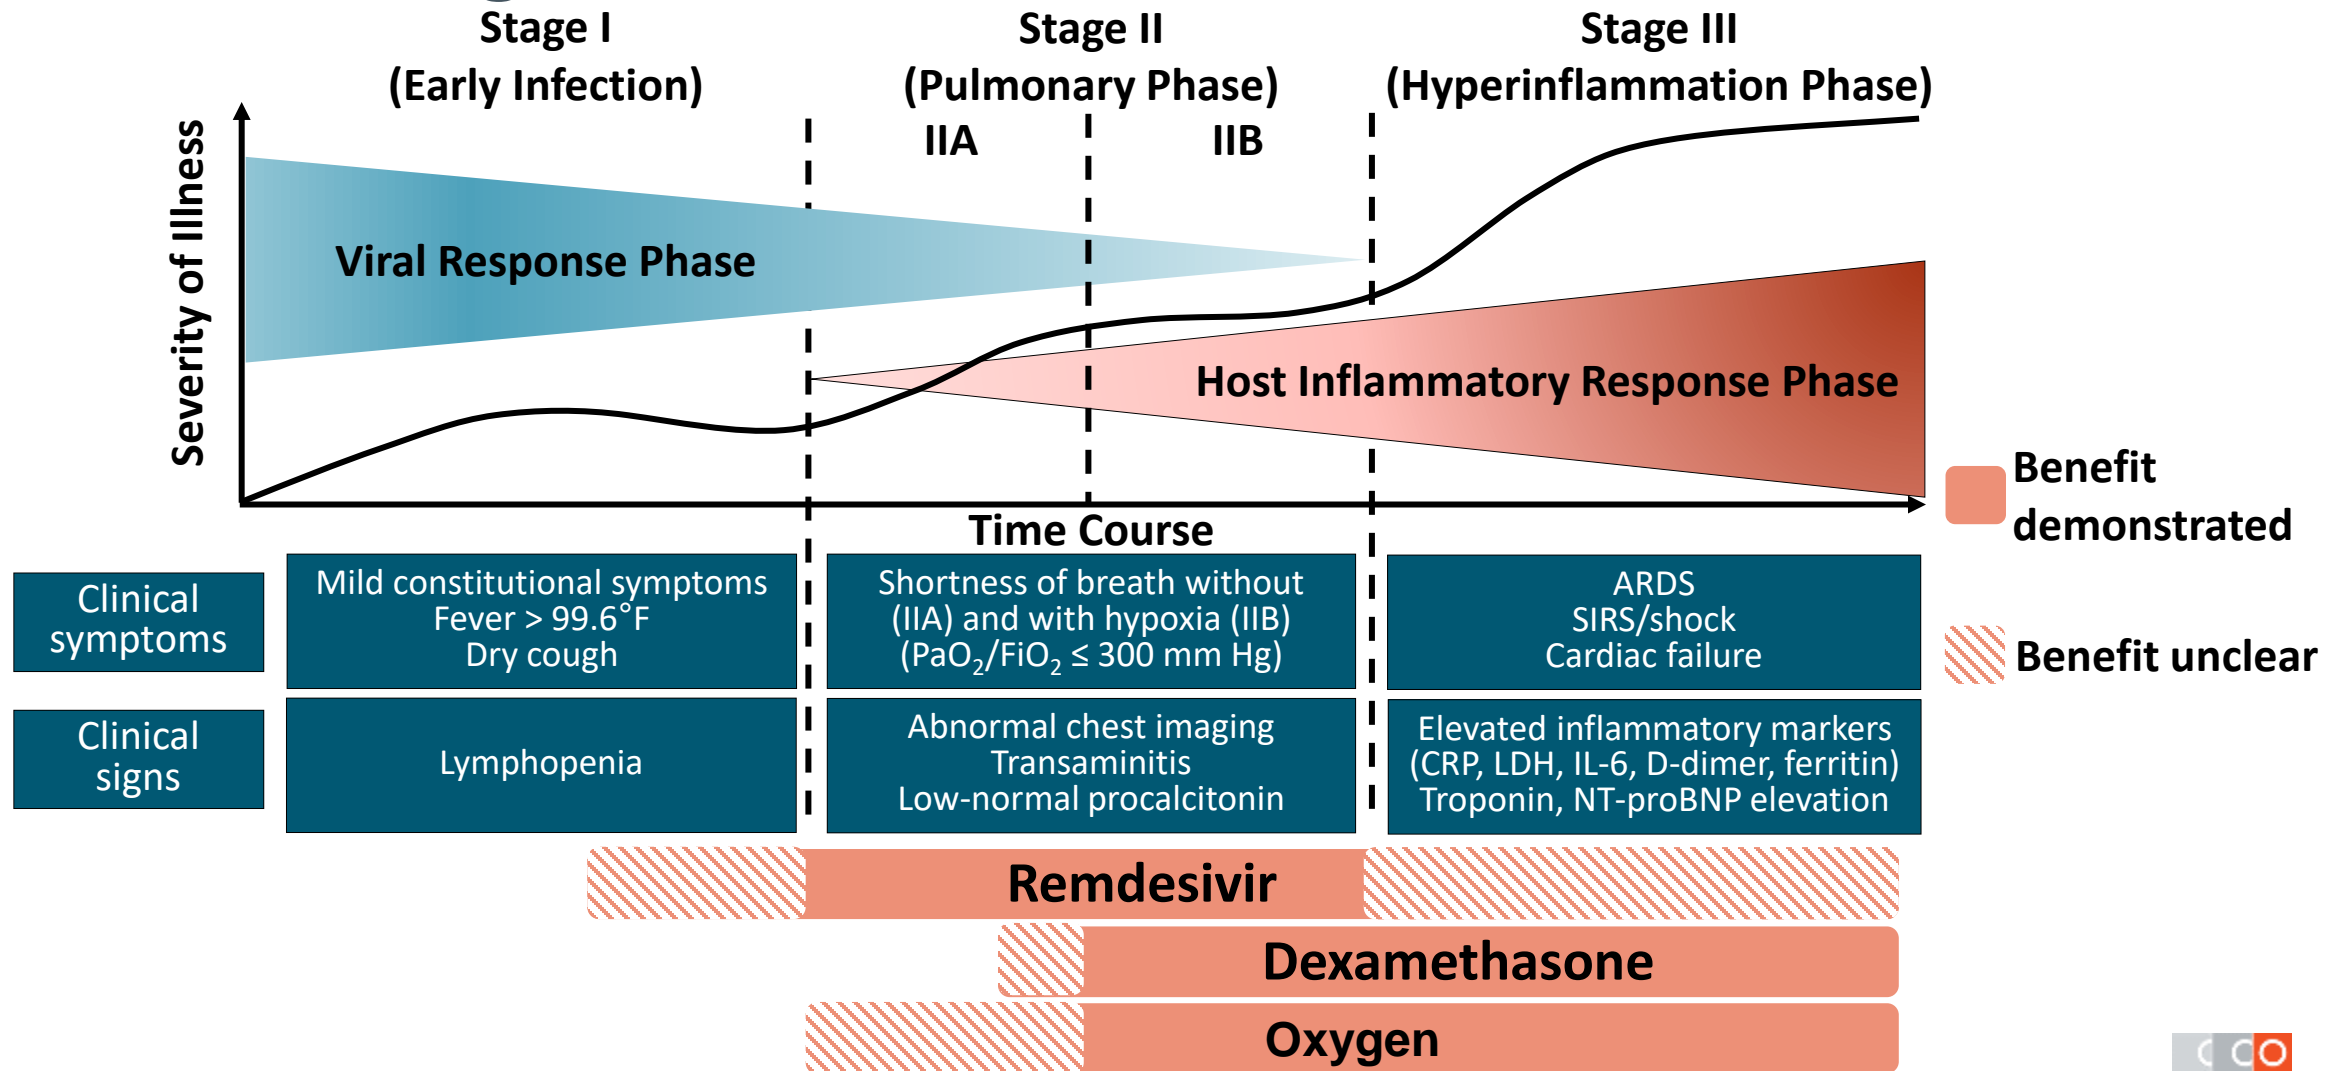 Stage I
(Early Infection)
Stage II
(Pulmonary Phase)
Stage III
(Hyperinflammation Phase)
IIA
IIB
Severity of Illness
Viral Response Phase
Host Inflammatory Response Phase
Time Course
Benefit
demonstrated
Benefit unclear
Clinical
symptoms
Mild constitutional symptoms
Fever > 99.6°F
Dry cough
Shortness of breath without
(IIA) and with hypoxia (IIB)
(PaO₂/FiO₂ ≤ 300 mm Hg)
ARDS
SIRS/shock
Cardiac failure
Clinical
signs
Lymphopenia
Abnormal chest imaging
Transaminitis
Low-normal procalcitonin
Elevated inflammatory markers
(CRP, LDH, IL-6, D-dimer, ferritin)
Troponin, NT-proBNP elevation
Remdesivir
Dexamethasone
Oxygen
CCO